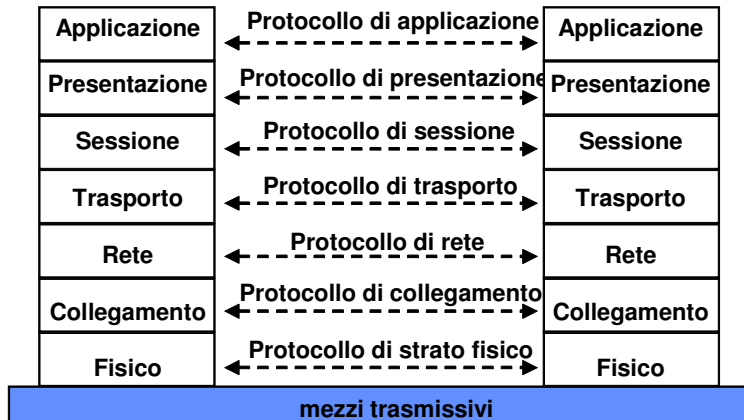 Applicazione Protocollo di applicazione Applicazione
Presentazione Protocollo di presentazione Presentazione
Sessione Protocollo di sessione Sessione
Trasporto Protocollo di trasporto Trasporto
Rete Protocollo di rete Rete
Collegamento Protocollo di collegamento Collegamento
Fisico Protocollo di strato fisico Fisico
mezzi trasmissivi